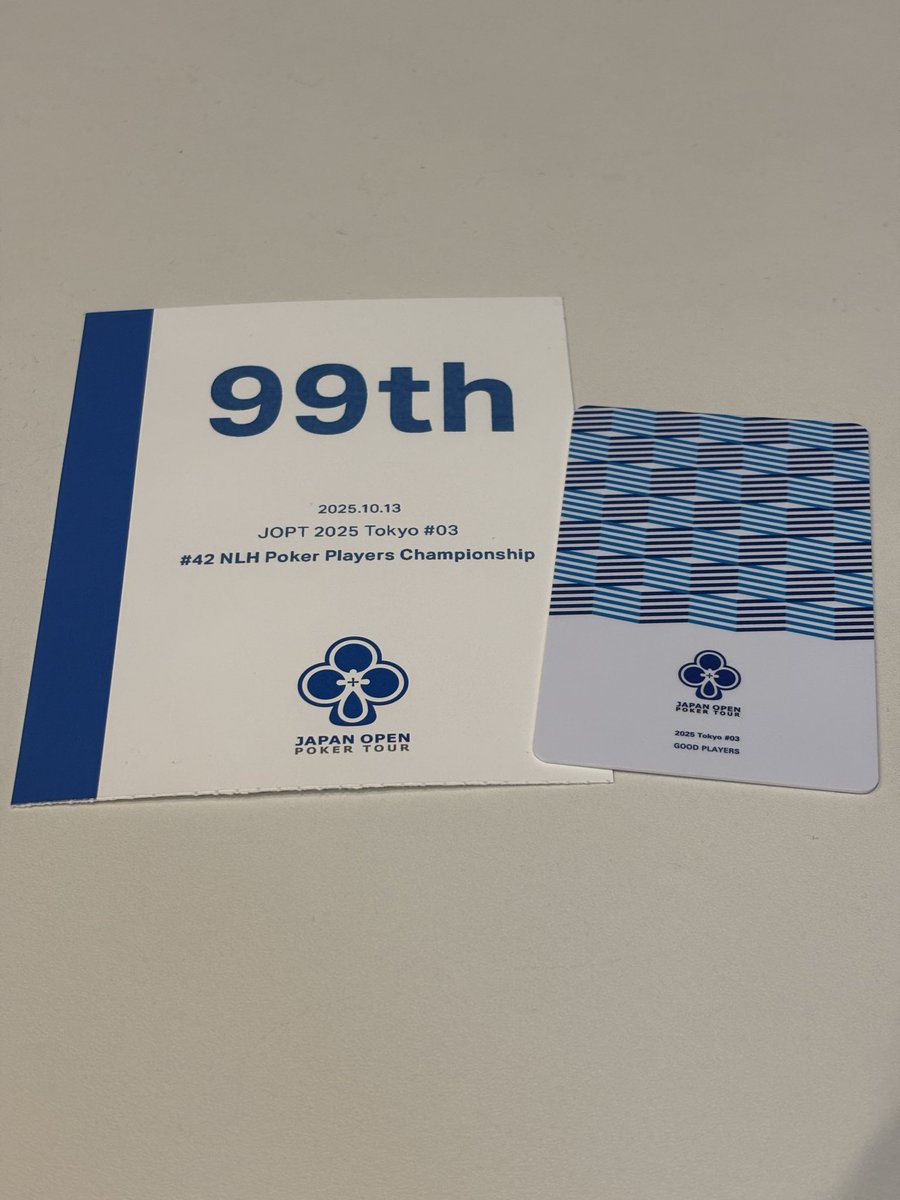 99th
2025.10.13
JOPT 2025 Tokyo #03
#42 NLH Poker Players Championship
JAPAN OPEN
POKER TOUR
JAPAN OPEN
POKER TOUR
2025 Tokyo #03
GOOD PLAYERS